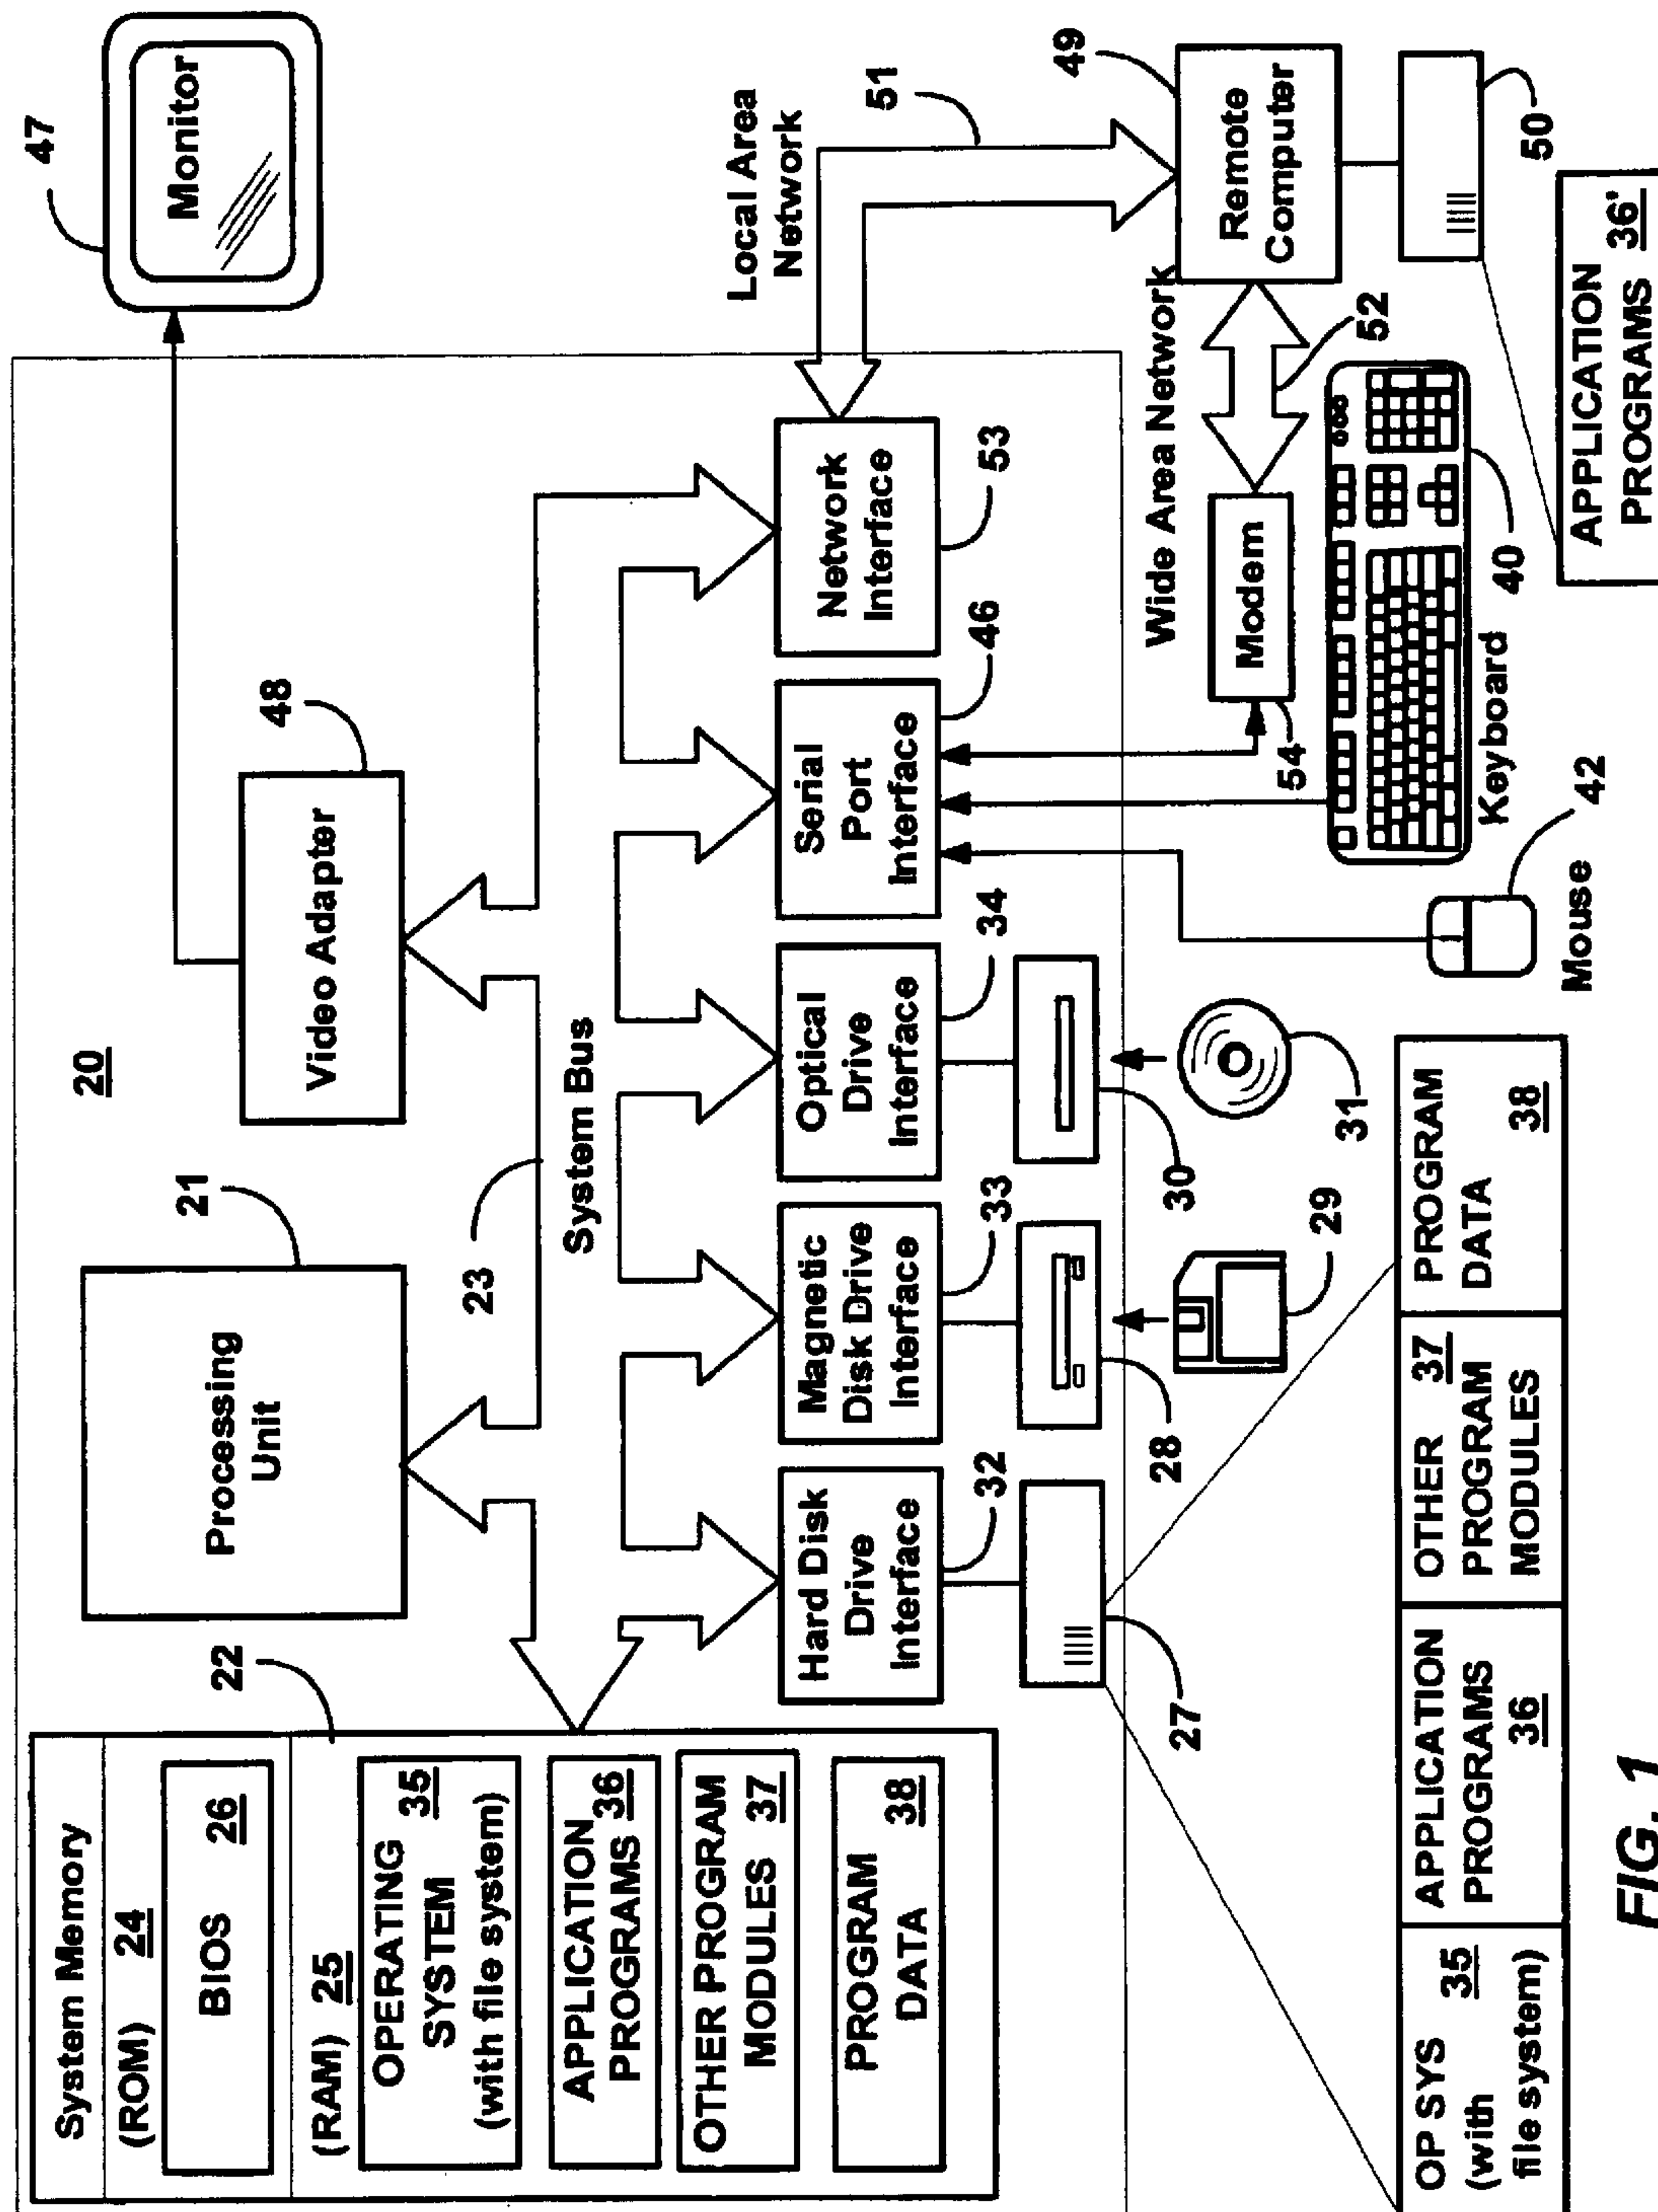 System Memory
(ROM) 24
BIOS 26
(RAM) 25
OPERATING 35
SYSTEM
(with file system)
APPLICATION
PROGRAMS 36
OTHER PROGRAM
MODULES 37
PROGRAM
DATA 38
22
Processing
Unit
21
20
23
System Bus
Video Adapter
48
47
Monitor
Hard Disk
Drive
Interface
32
Magnetic
Disk Drive
Interface
33
Optical
Drive
Interface
34
Serial
Port
Interface
46
Network
Interface
53
Local Area
Network
51
27
28
29
30
31
Wide Area Network
52
Modem
54
Remote
Computer
49
50
Keyboard
40
Mouse
42
OP SYS 35
(with
file system)
APPLICATION
PROGRAMS
36
OTHER 37
PROGRAM
MODULES
PROGRAM
DATA
38
APPLICATION
PROGRAMS 36'
FIG. 1